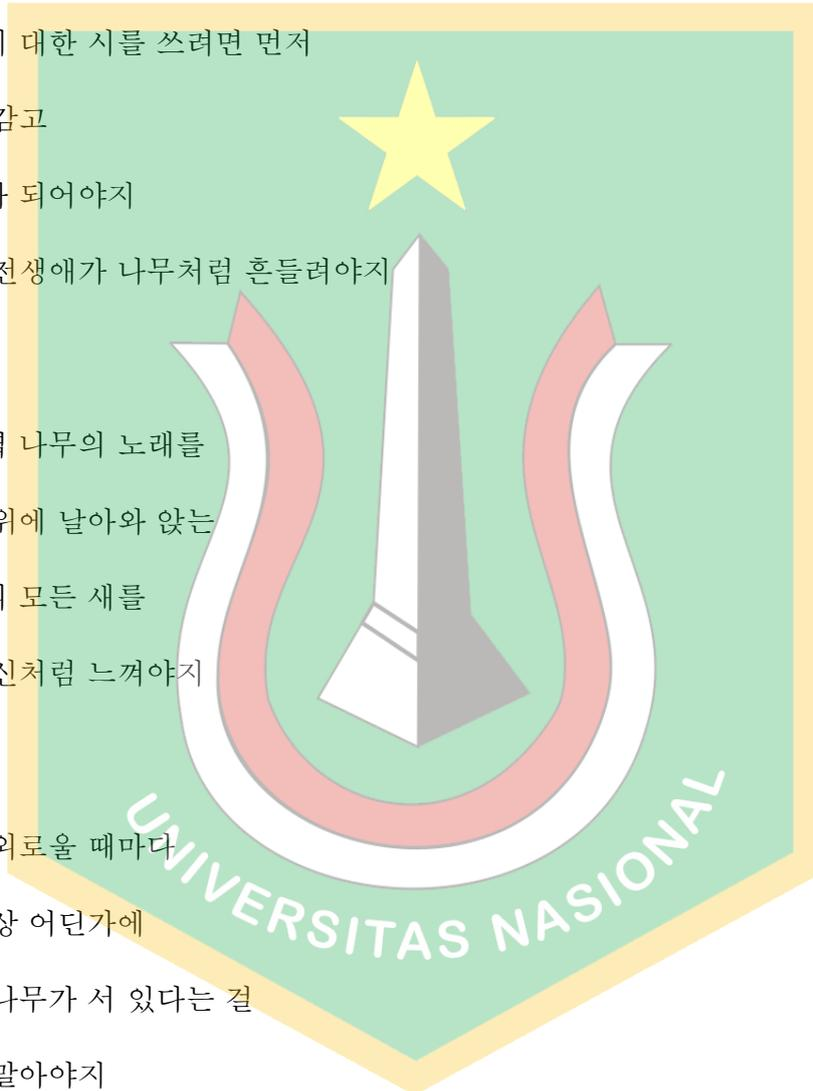 대한 시를 쓰려면 먼저
감고
되어야지
전생애가 나무처럼 흔들려야지
나무의 노래를
위에 날아와 앉는
모든 새를
신처럼 느껴야지
외로울 때마다
상 어딘가에
나무가 서 있다는 걸
말아야지
UNIVERSITAS NASIONAL